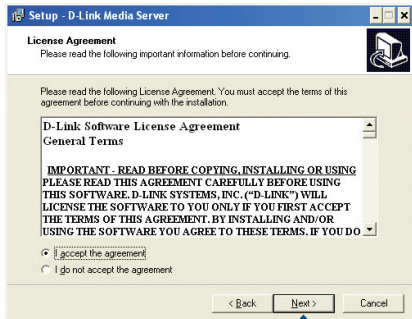 Setup - D-Link Media Server
License Agreement
Please read the following important information before continuing.
Please read the following License Agreement. You must accept the terms of this
agreement before continuing with the installation.
D-Link Software License Agreement
General Terms
IMPORTANT - READ BEFORE COPYING, INSTALLING OR USING
PLEASE READ THIS AGREEMENT CAREFULLY BEFORE USING
THIS SOFTWARE. D-LINK SYSTEMS, INC. (“D-LINK”) WILL
LICENSE THE SOFTWARE TO YOU ONLY IF YOU FIRST ACCEPT
THE TERMS OF THIS AGREEMENT. BY INSTALLING AND/OR
USING THE SOFTWARE YOU AGREE TO THESE TERMS. IF YOU DO
I accept the agreement
I do not accept the agreement
< Back Next > Cancel